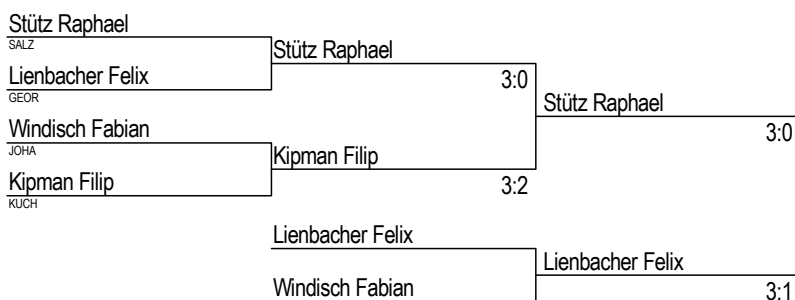 Stütz Raphael
SALZ
Stütz Raphael
Lienbacher Felix
3:0
GEOR
Stütz Raphael
Windisch Fabian
3:0
JOHA
Kipman Filip
Kipman Filip
3:2
KUCH
Lienbacher Felix
Lienbacher Felix
Windisch Fabian
3:1